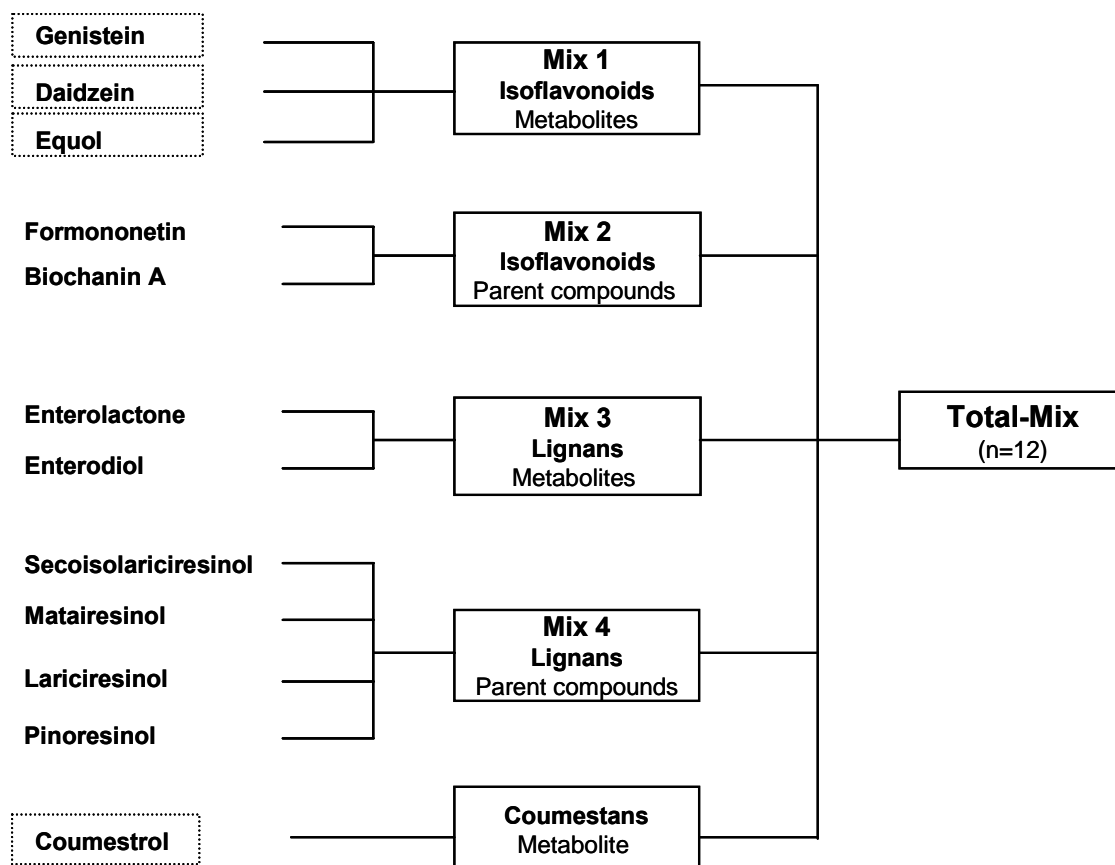 Genistein
Daidzein
Equol
Mix 1
Isoflavonoids
Metabolites
Formononetin
Biochanin A
Mix 2
Isoflavonoids
Parent compounds
Enterolactone
Enterodiol
Mix 3
Lignans
Metabolites
Total-Mix
(n=12)
Secoisolariciresinol
Matairesinol
Lariciresinol
Pinoresinol
Mix 4
Lignans
Parent compounds
Coumestrol
Coumestans
Metabolite